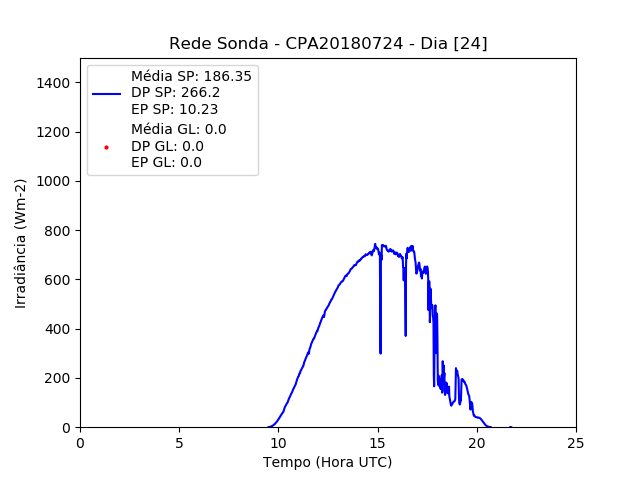 Rede Sonda - CPA20180724 - Dia [24]
Média SP: 186.35
DP SP: 266.2
EP SP: 10.23
Média GL: 0.0
DP GL: 0.0
EP GL: 0.0
Irradiância (Wm-2)
1400
1200
1000
800
600
400
200
0
0 5 10 15 20 25
Tempo (Hora UTC)